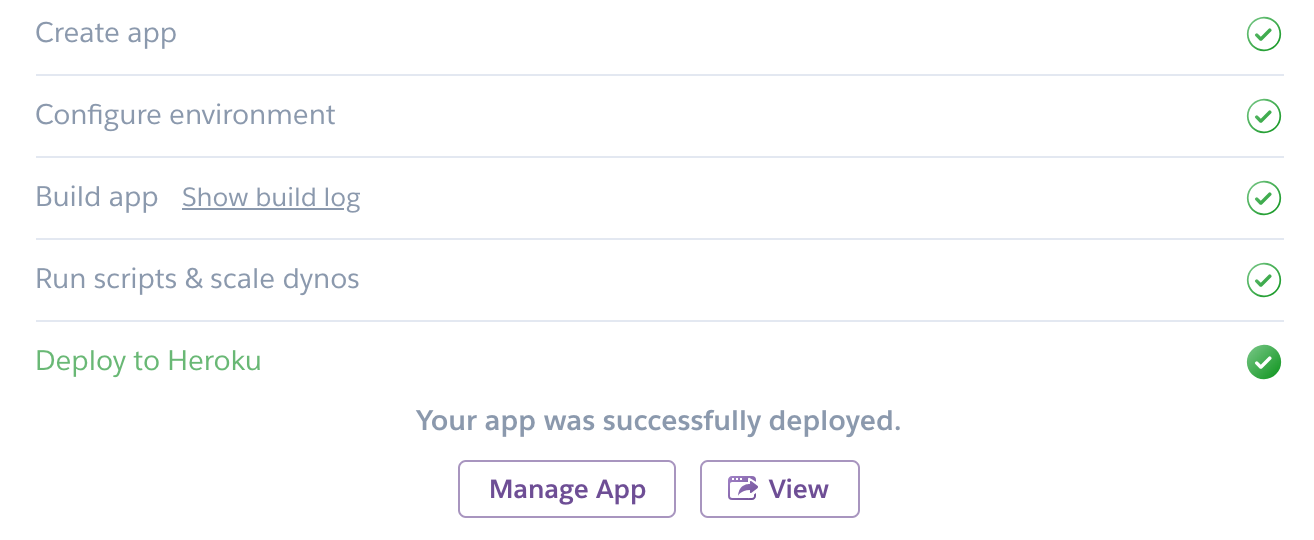 Create app
Configure environment
Build app Show build log
Run scripts & scale dynos
Deploy to Heroku
Your app was successfully deployed.
Manage App View